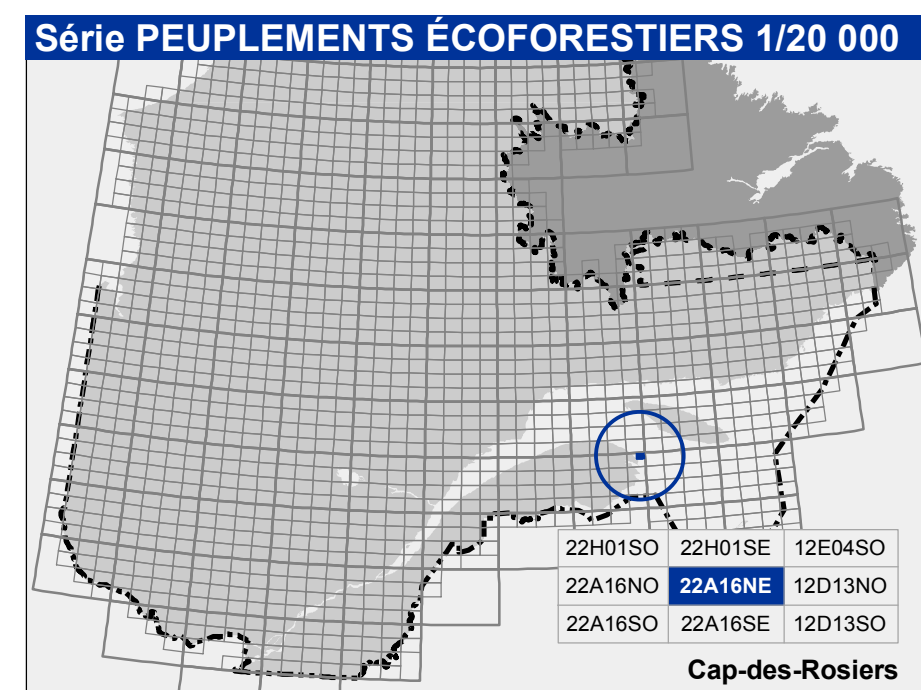 Série PEUPLEMENTS ÉCOFORESTIERS 1/20 000
22H01SO 22H01SE 12E04SO
22A16NO 22A16NE 12D13NO
22A16SO 22A16SE 12D13SO
Cap-des-Rosiers